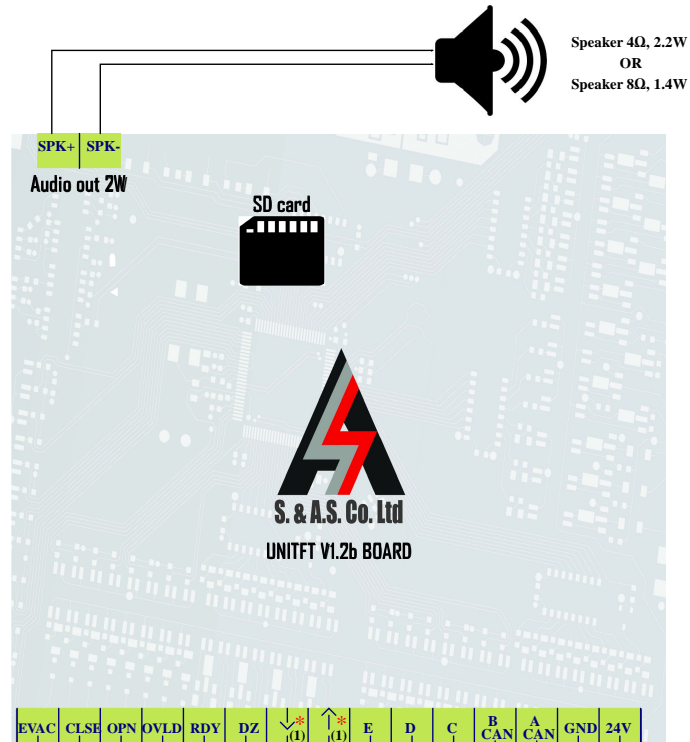 Speaker 4Ω, 2.2W
OR
Speaker 8Ω, 1.4W
SPK+ SPK-
Audio out 2W
SD card
S. & A.S. Co. Ltd
UNITFT V1.2b BOARD
EVAC CLSE OPN OVLD RDY DZ ↓*(1) ↑*(1) E D C B CAN A CAN GND 24V